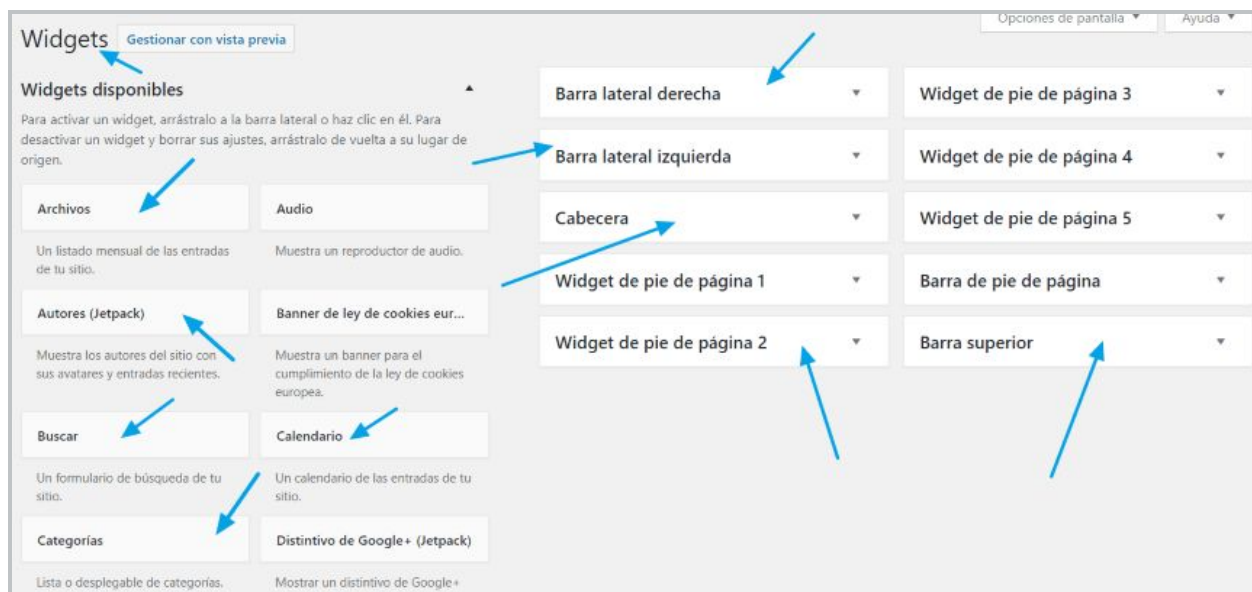 Opciones de pantalla
Ayuda
Widgets
Gestionar con vista previa
Widgets disponibles
Para activar un widget, arrástralo a la barra lateral o haz clic en él. Para
desactivar un widget y borrar sus ajustes, arrástralo de vuelta a su lugar de
origen.
Archivos
Un listado mensual de las entradas
de tu sitio.
Audio
Muestra un reproductor de audio.
Autores (Jetpack)
Muestra los autores del sitio con
sus avatares y entradas recientes.
Banner de ley de cookies eur...
Muestra un banner para el
cumplimiento de la ley de cookies
europea.
Buscar
Un formulario de búsqueda de tu
sitio.
Calendario
Un calendario de las entradas de tu
sitio.
Categorías
Lista o desplegable de categorías.
Distintivo de Google+ (Jetpack)
Mostrar un distintivo de Google+
Barra lateral derecha
Barra lateral izquierda
Cabecera
Widget de pie de página 1
Widget de pie de página 2
Widget de pie de página 3
Widget de pie de página 4
Widget de pie de página 5
Barra de pie de página
Barra superior